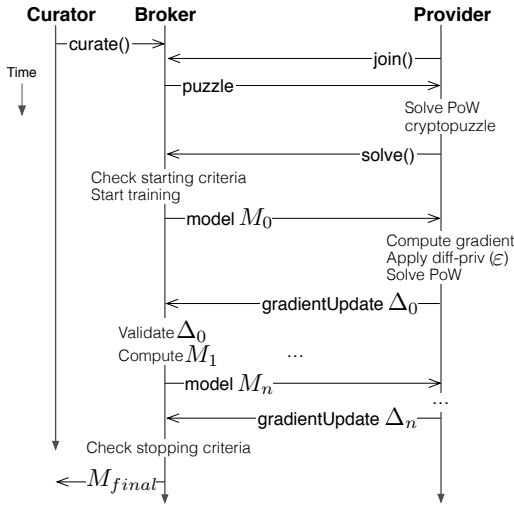 Curator Broker Provider
curate()
join()
Time
puzzle
Solve PoW
cryptopuzzle
solve()
Check starting criteria
Start training
model M₀
Compute gradient
Apply diff-priv (ε)
Solve PoW
gradientUpdate Δ₀
Validate Δ₀
Compute M₁ ...
model Mₙ
...
gradientUpdate Δₙ
Check stopping criteria
M_final